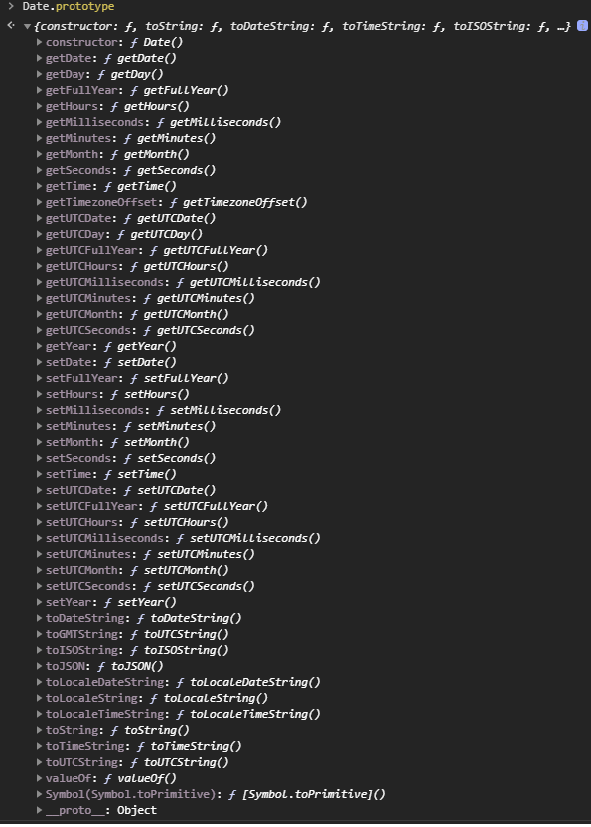 > Date.prototype
{constructor: ƒ, toString: ƒ, toDateString: ƒ, toTimeString: ƒ, toISOString: ƒ, …}
constructor: ƒ Date()
getDate: ƒ getDate()
getDay: ƒ getDay()
getFullYear: ƒ getFullYear()
getHours: ƒ getHours()
getMilliseconds: ƒ getMilliseconds()
getMinutes: ƒ getMinutes()
getMonth: ƒ getMonth()
getSeconds: ƒ getSeconds()
getTime: ƒ getTime()
getTimezoneOffset: ƒ getTimezoneOffset()
getUTCDate: ƒ getUTCDate()
getUTCDay: ƒ getUTCDay()
getUTCFullYear: ƒ getUTCFullYear()
getUTCHours: ƒ getUTCHours()
getUTCMilliseconds: ƒ getUTCMilliseconds()
getUTCMinutes: ƒ getUTCMinutes()
getUTCMonth: ƒ getUTCMonth()
getUTCSeconds: ƒ getUTCSeconds()
getYear: ƒ getYear()
setDate: ƒ setDate()
setFullYear: ƒ setFullYear()
setHours: ƒ setHours()
setMilliseconds: ƒ setMilliseconds()
setMinutes: ƒ setMinutes()
setMonth: ƒ setMonth()
setSeconds: ƒ setSeconds()
setTime: ƒ setTime()
setUTCDate: ƒ setUTCDate()
setUTCFullYear: ƒ setUTCFullYear()
setUTCHours: ƒ setUTCHours()
setUTCMilliseconds: ƒ setUTCMilliseconds()
setUTCMinutes: ƒ setUTCMinutes()
setUTCMonth: ƒ setUTCMonth()
setUTCSeconds: ƒ setUTCSeconds()
setYear: ƒ setYear()
toDateString: ƒ toDateString()
toGMTString: ƒ toUTCString()
toISOString: ƒ toISOString()
toJSON: ƒ toJSON()
toLocaleDateString: ƒ toLocaleDateString()
toLocaleString: ƒ toLocaleString()
toLocaleTimeString: ƒ toLocaleTimeString()
toString: ƒ toString()
toTimeString: ƒ toTimeString()
toUTCString: ƒ toUTCString()
valueOf: ƒ valueOf()
Symbol(Symbol.toPrimitive): ƒ [Symbol.toPrimitive]()
__proto__: Object